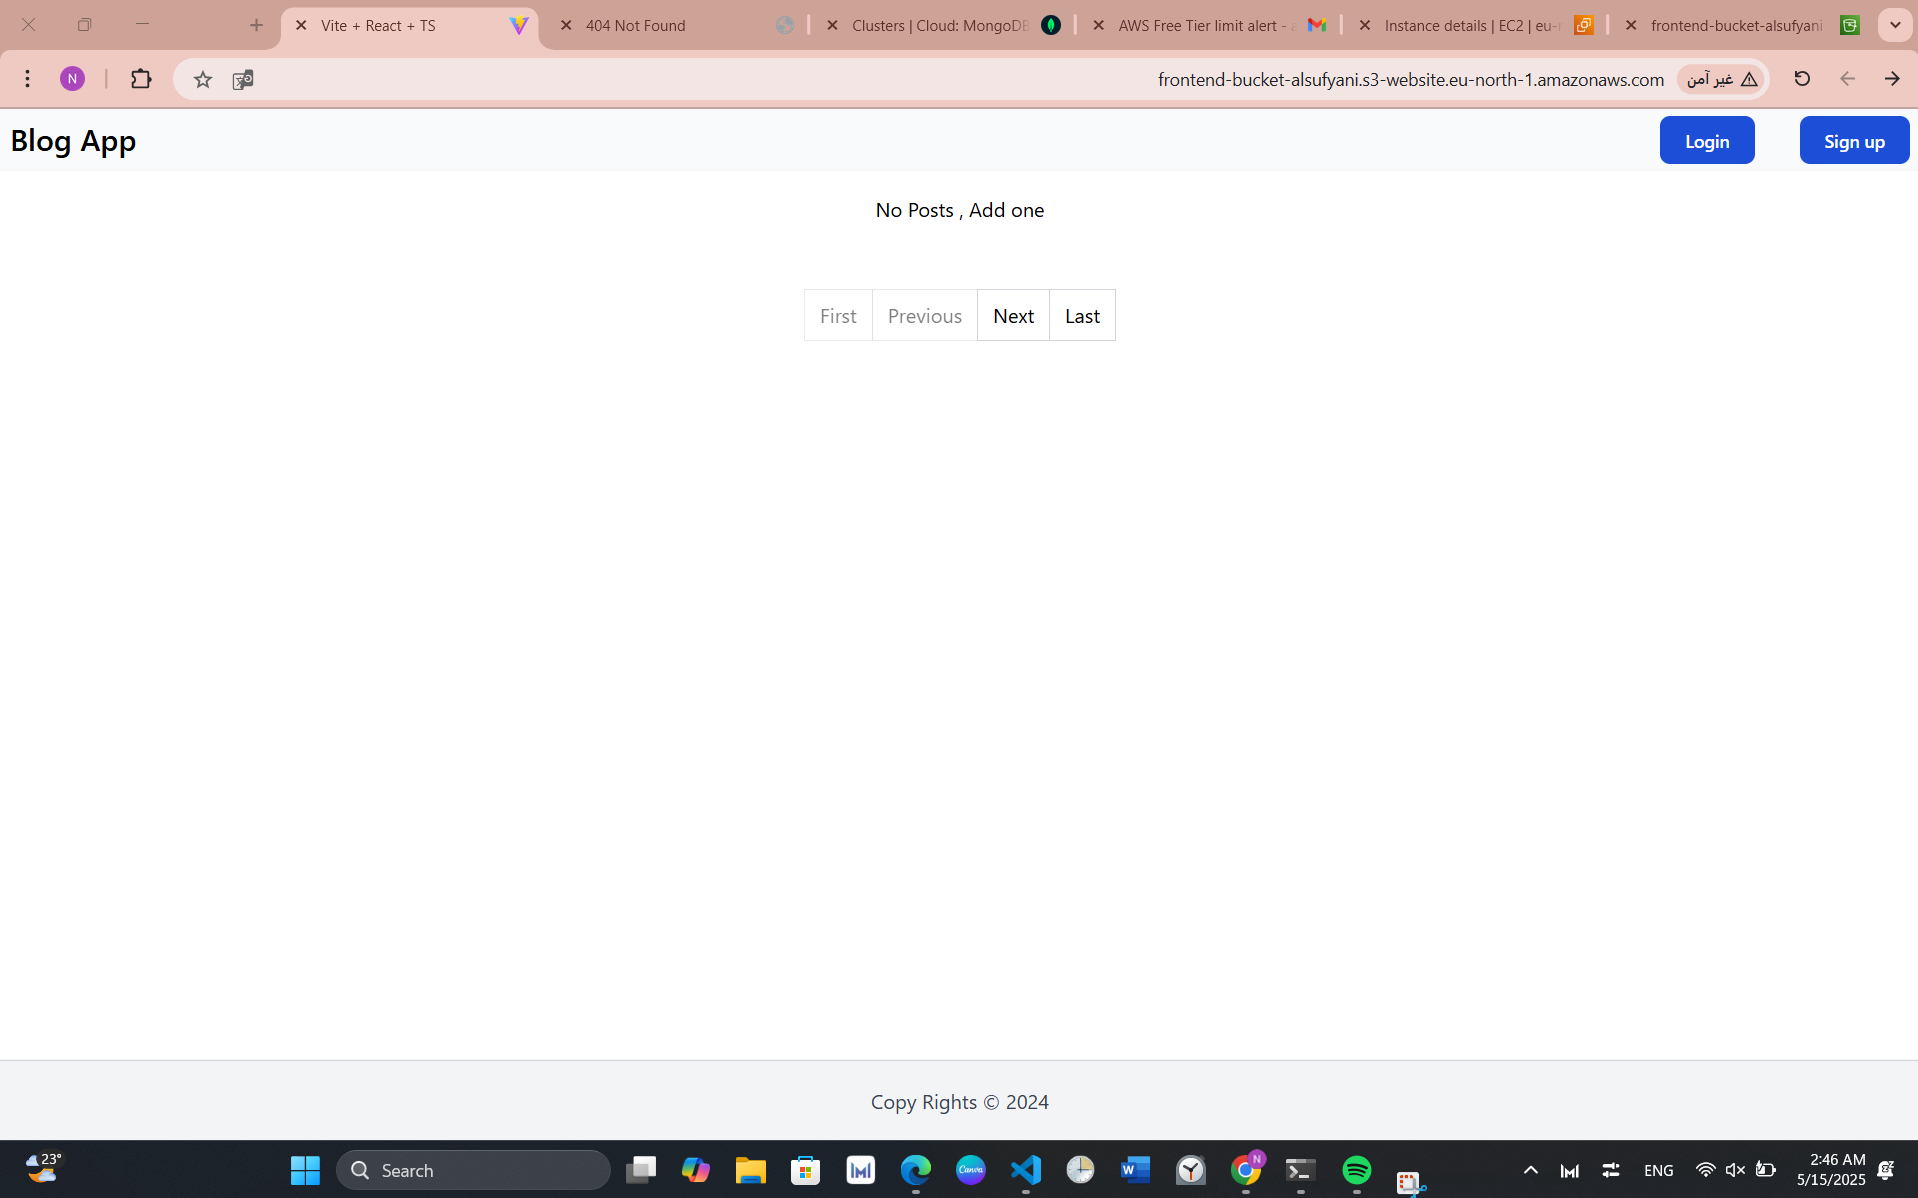 Vite + React + TS
404 Not Found
Clusters | Cloud: MongoDB
AWS Free Tier limit alert - a
Instance details | EC2 | eu-n
frontend-bucket-alsufyani
N
frontend-bucket-alsufyani.s3-website.eu-north-1.amazonaws.com
غير آمن
Blog App
Login
Sign up
No Posts , Add one
First
Previous
Next
Last
Copy Rights © 2024
23°
Search
Canva
W
N
ENG
2:46 AM
5/15/2025